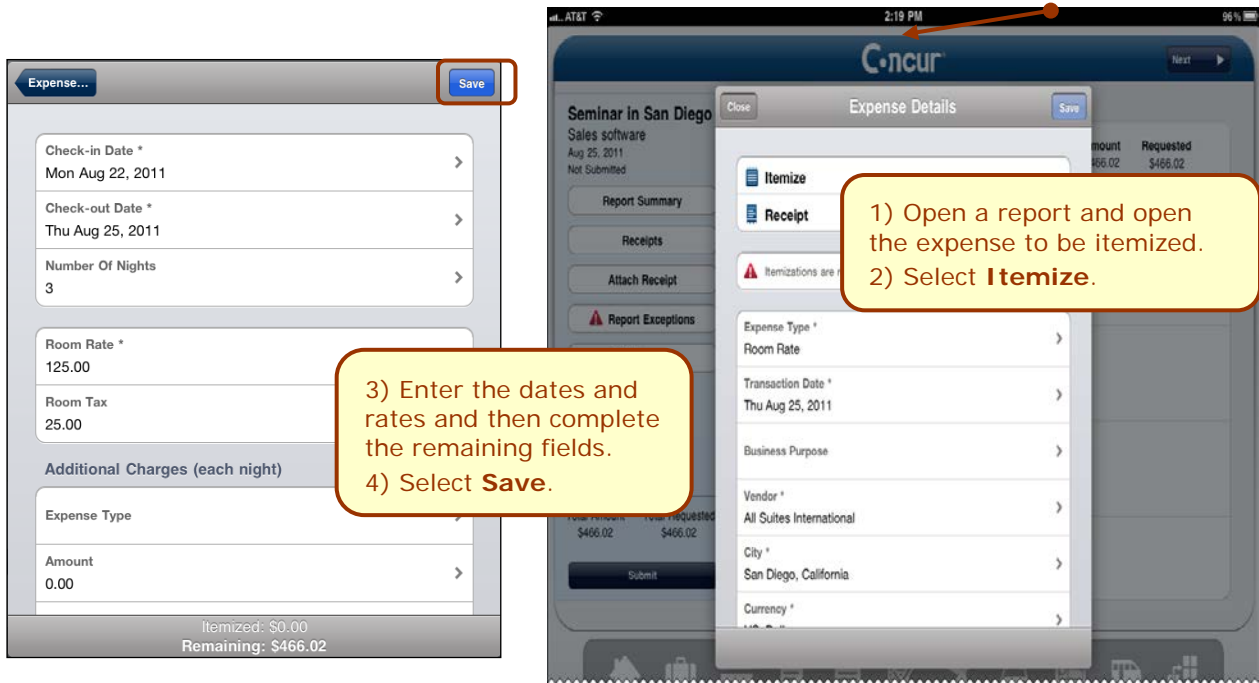 Expense...
Save
Check-in Date *
Mon Aug 22, 2011
Check-out Date *
Thu Aug 25, 2011
Number Of Nights
3
Room Rate *
125.00
Room Tax
25.00
Additional Charges (each night)
Expense Type
Amount
0.00
Itemized: $0.00
Remaining: $466.02
3) Enter the dates and
rates and then complete
the remaining fields.
4) Select Save.
AT&T 2:19 PM 96%
C•ncur
Next
Seminar in San Diego
Sales software
Aug 25, 2011
Not Submitted
Report Summary
Receipts
Attach Receipt
Report Exceptions
Total Requested
$466.02 $466.02
Submit
Requested
$466.02
Close Expense Details Save
Itemize
Receipt
Itemizations are
1) Open a report and open
the expense to be itemized.
2) Select Itemize.
Expense Type *
Room Rate
Transaction Date *
Thu Aug 25, 2011
Business Purpose
Vendor *
All Suites International
City *
San Diego, California
Currency *